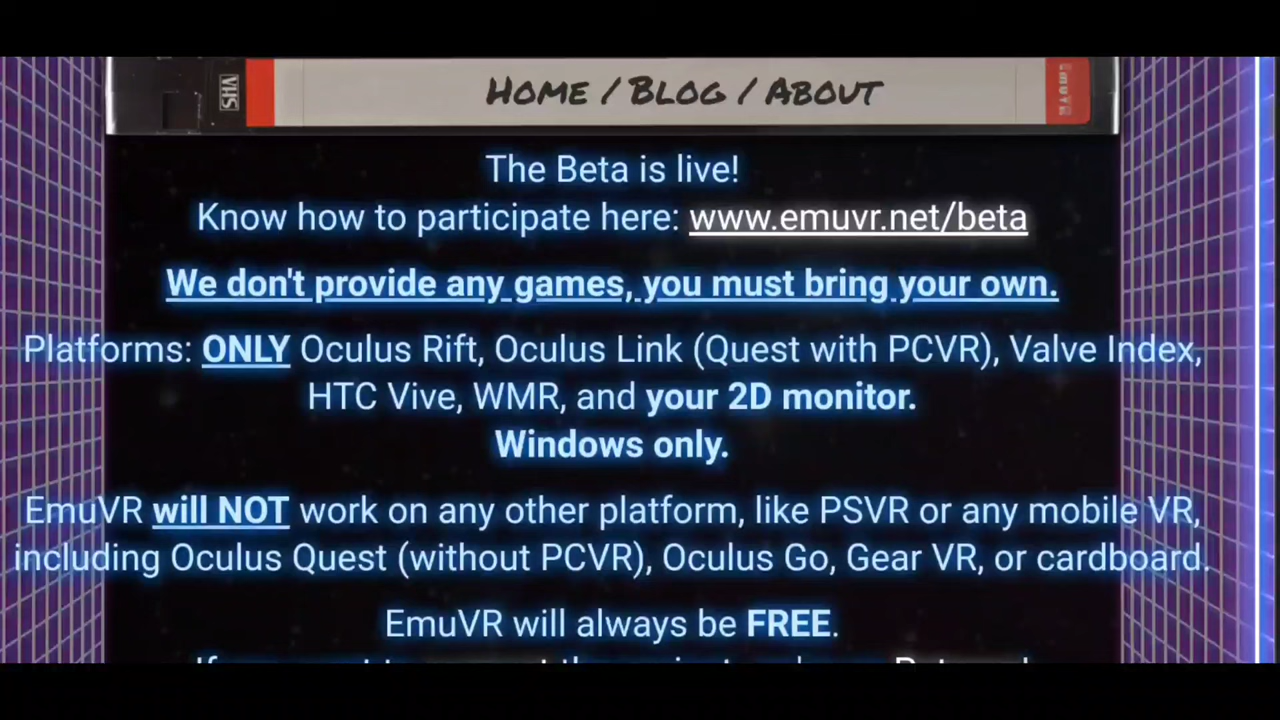 VHS
HOME / BLOG / ABOUT
EmuVR
The Beta is live!
Know how to participate here: www.emuvr.net/beta
We don't provide any games, you must bring your own.
Platforms: ONLY Oculus Rift, Oculus Link (Quest with PCVR), Valve Index,
HTC Vive, WMR, and your 2D monitor.
Windows only.
EmuVR will NOT work on any other platform, like PSVR or any mobile VR,
including Oculus Quest (without PCVR), Oculus Go, Gear VR, or cardboard.
EmuVR will always be FREE.